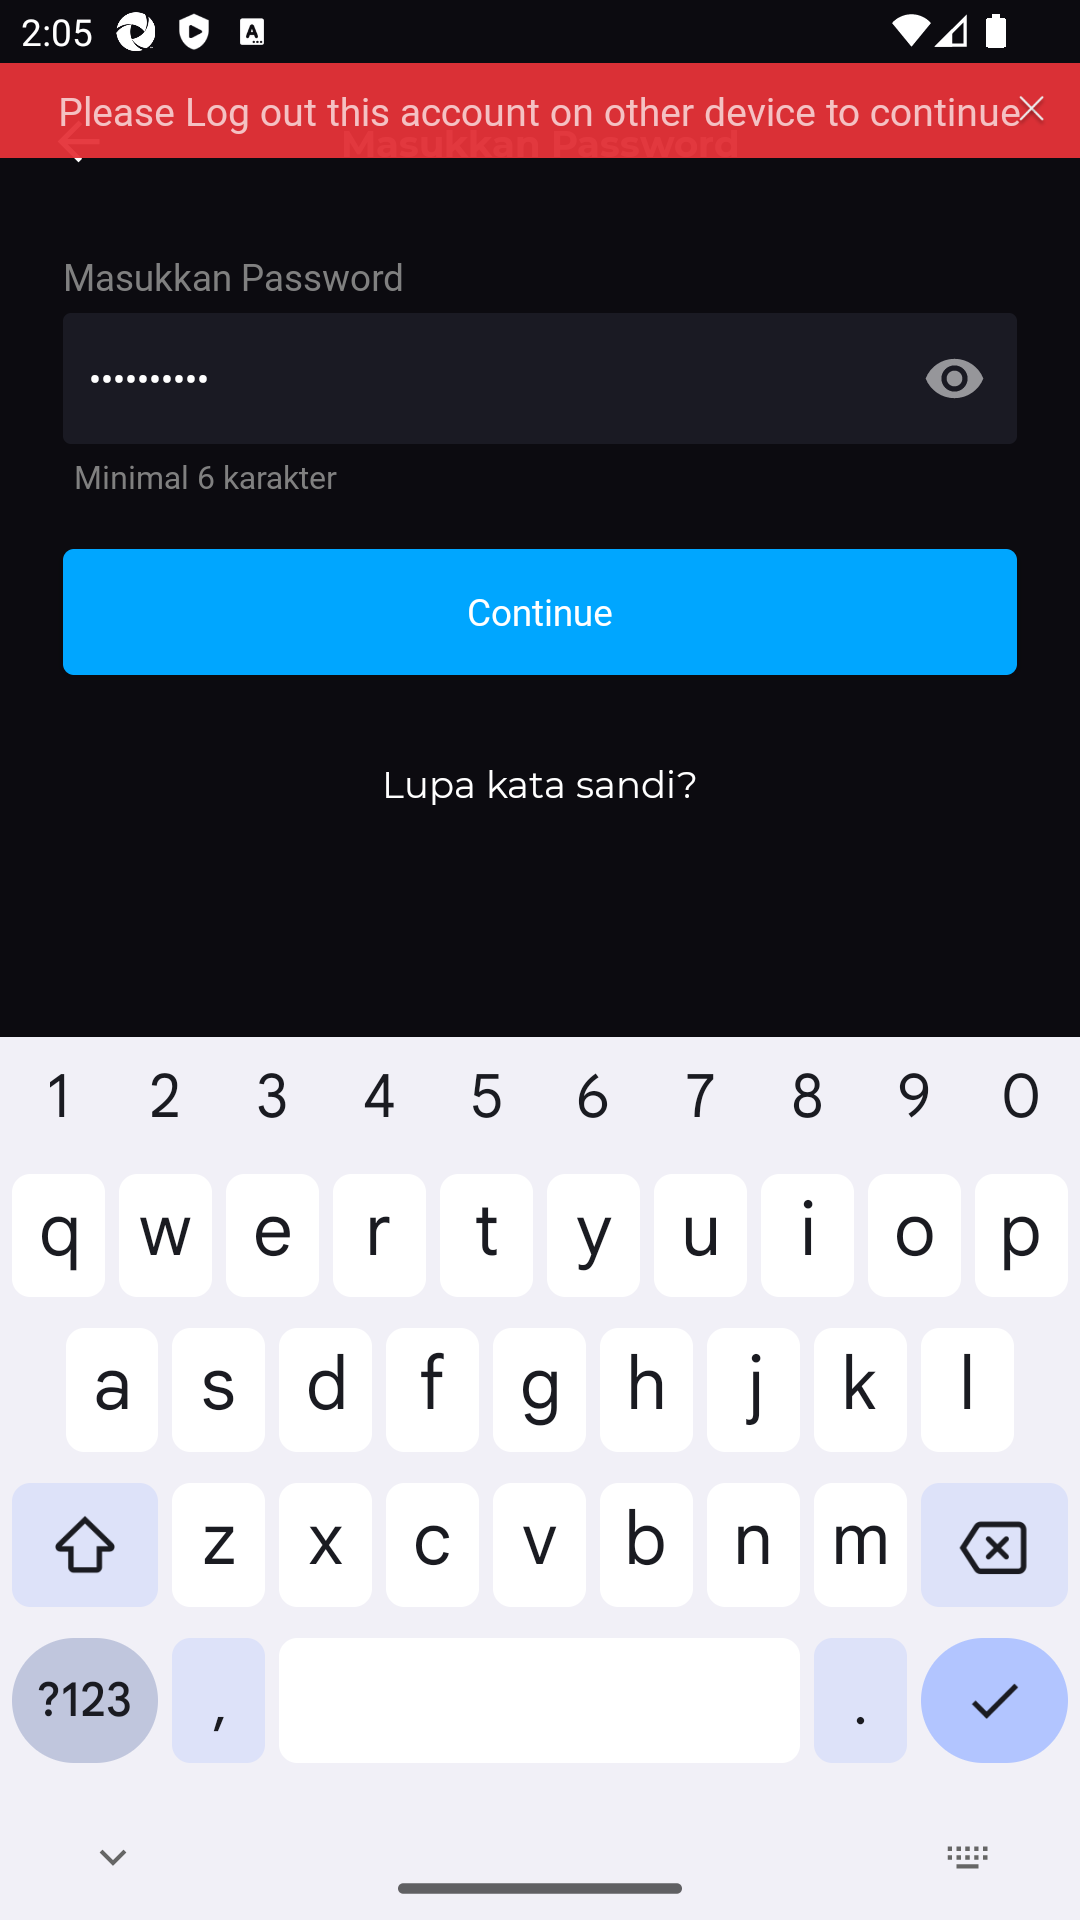 2:05
Please Log out this account on other device to continue
Masukkan Password
Masukkan Password
••••••••••
Minimal 6 karakter
Continue
Lupa kata sandi?
1 2 3 4 5 6 7 8 9 0
q w e r t y u i o p
a s d f g h j k l
z x c v b n m
?123 , .